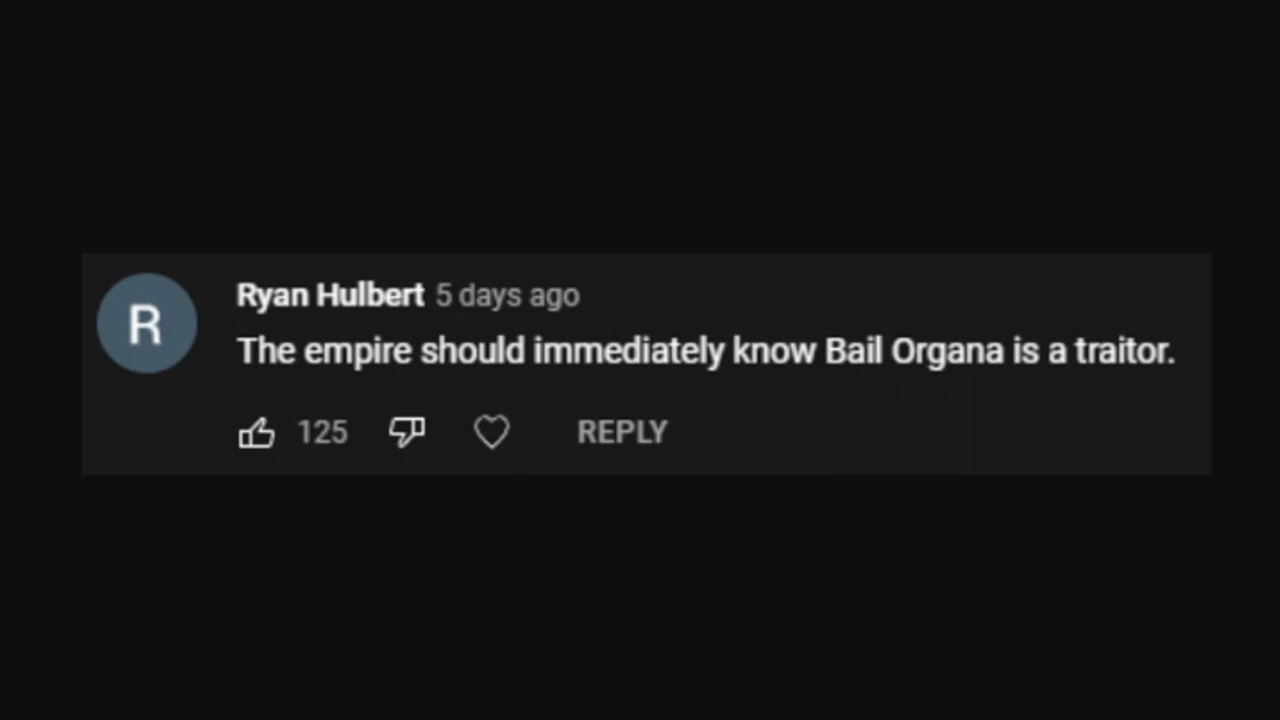 R
Ryan Hulbert 5 days ago
The empire should immediately know Bail Organa is a traitor.
125 REPLY